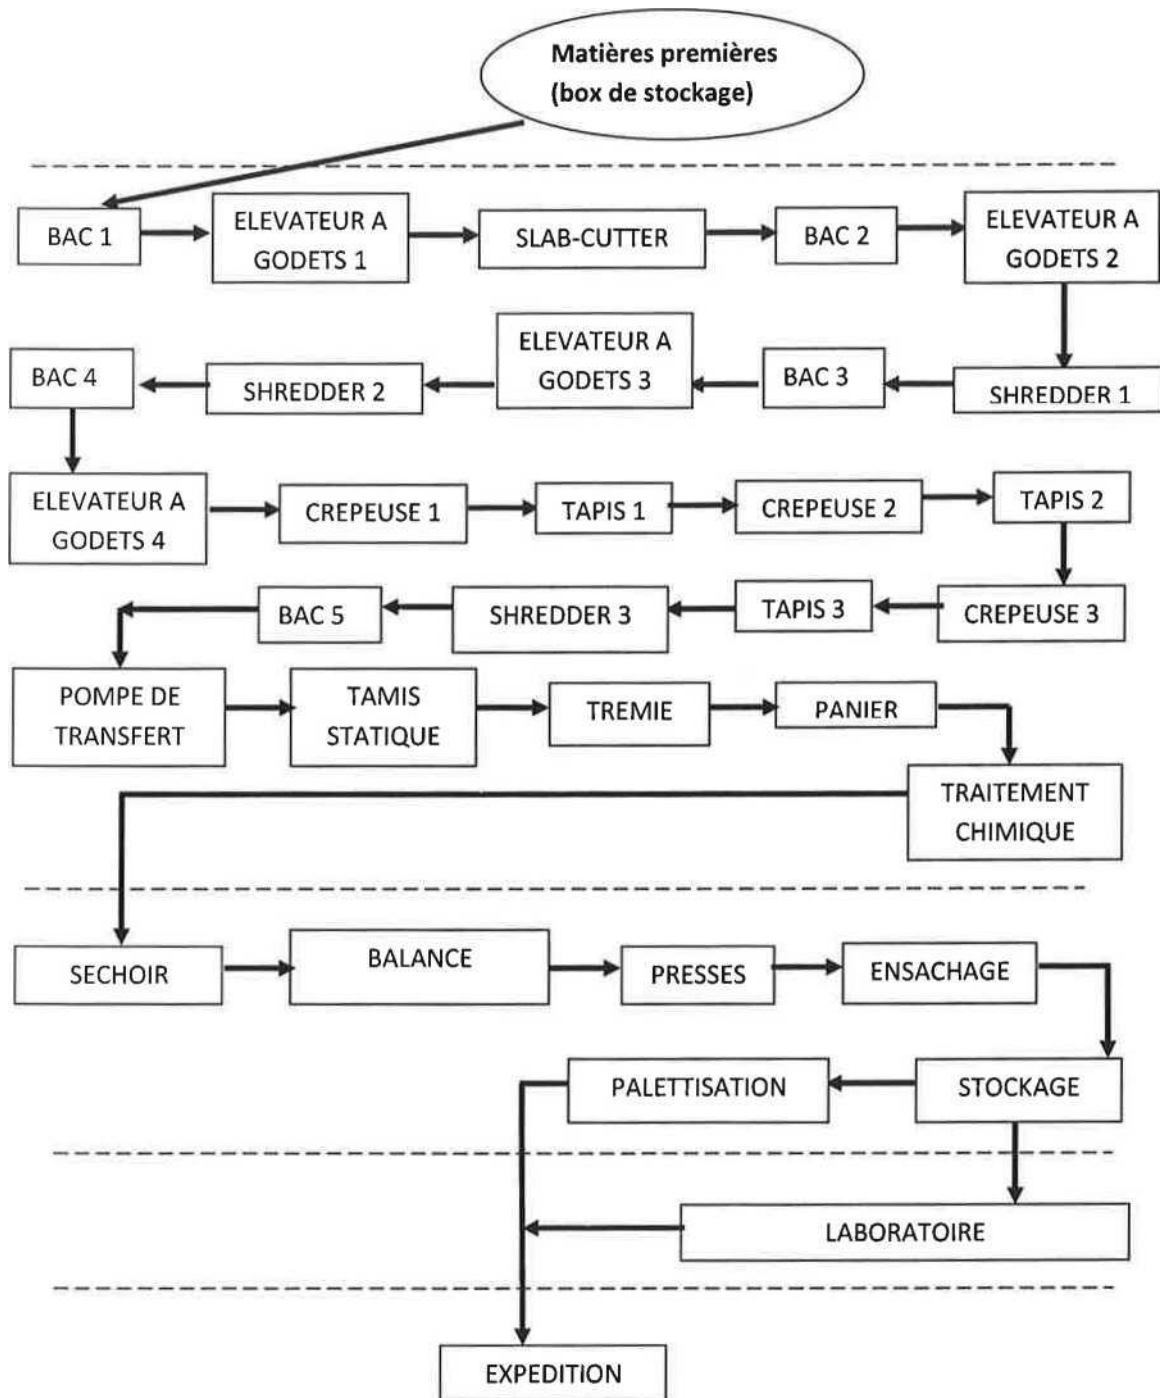 Matières premières
(box de stockage)
BAC 1
ELEVATEUR A
GODETS 1
SLAB-CUTTER
BAC 2
ELEVATEUR A
GODETS 2
BAC 4
SHREDDER 2
ELEVATEUR A
GODETS 3
BAC 3
SHREDDER 1
ELEVATEUR A
GODETS 4
CREPEUSE 1
TAPIS 1
CREPEUSE 2
TAPIS 2
BAC 5
SHREDDER 3
TAPIS 3
CREPEUSE 3
POMPE DE
TRANSFERT
TAMIS
STATIQUE
TREMIE
PANIER
TRAITEMENT
CHIMIQUE
SECHOIR
BALANCE
PRESSES
ENSACHAGE
PALETTISATION
STOCKAGE
LABORATOIRE
EXPEDITION